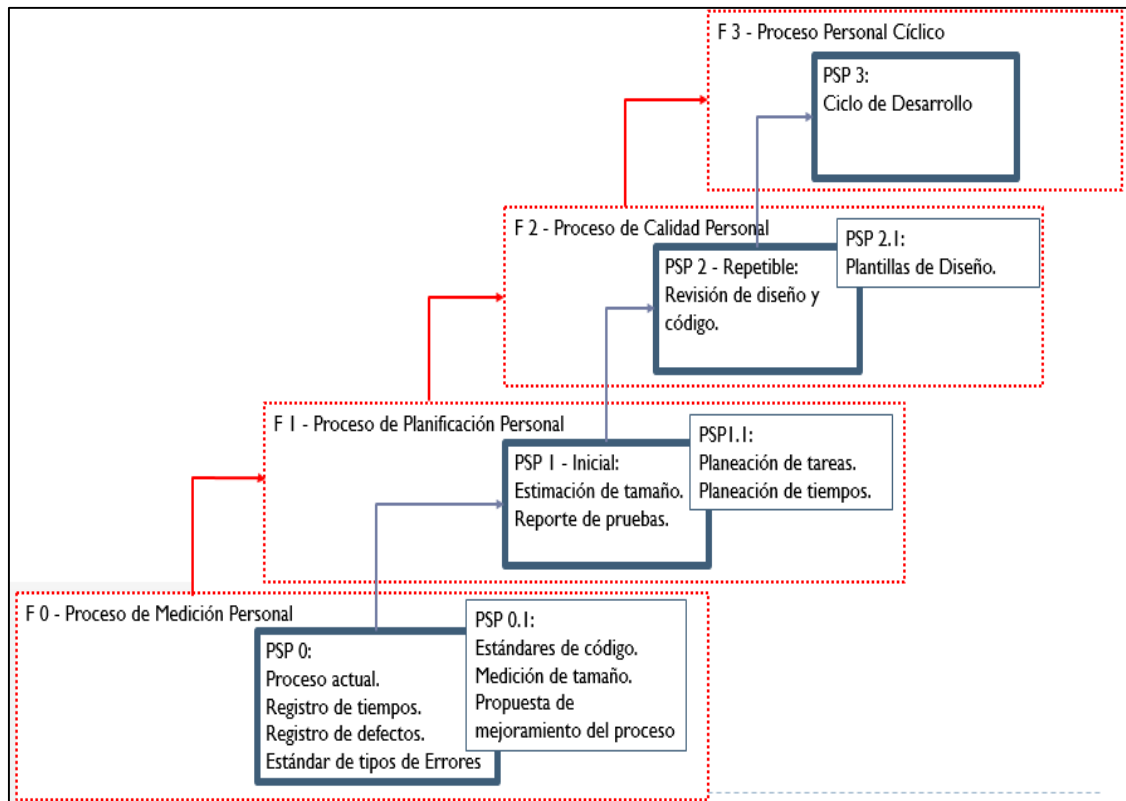 F 3 - Proceso Personal Cíclico
PSP 3:
Ciclo de Desarrollo
F 2 - Proceso de Calidad Personal
PSP 2 - Repetible:
Revisión de diseño y
código.
PSP 2.1:
Plantillas de Diseño.
F 1 - Proceso de Planificación Personal
PSP 1 - Inicial:
Estimación de tamaño.
Reporte de pruebas.
PSP1.1:
Planeación de tareas.
Planeación de tiempos.
F 0 - Proceso de Medición Personal
PSP 0:
Proceso actual.
Registro de tiempos.
Registro de defectos.
Estándar de tipos de Errores
PSP 0.1:
Estándares de código.
Medición de tamaño.
Propuesta de
mejoramiento del proceso